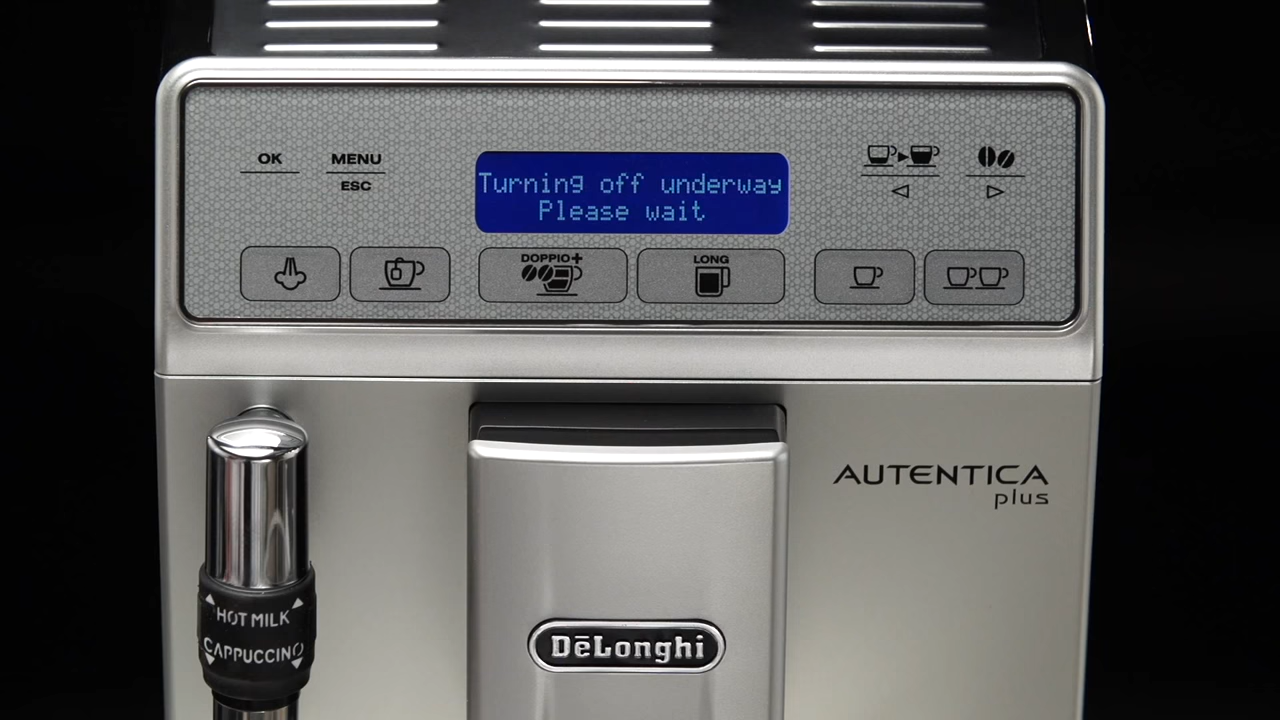 OK
MENU
ESC
Turning off underway
Please wait
DOPPIO+
LONG
AUTENTICA
plus
HOT MILK
CAPPUCCINO
DēLonghi